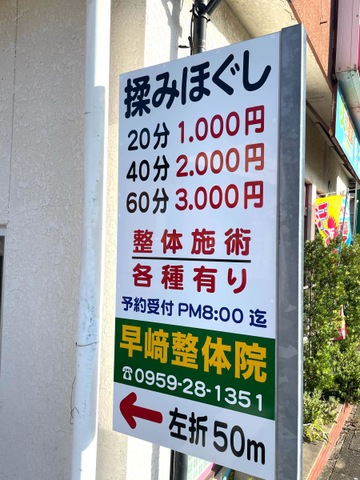 揉みほぐし
20分 1.000円
40分 2.000円
60分 3.000円
整体施術
各種有り
予約受付 PM8:00 迄
早﨑整体院
☎0959-28-1351
左折 50m